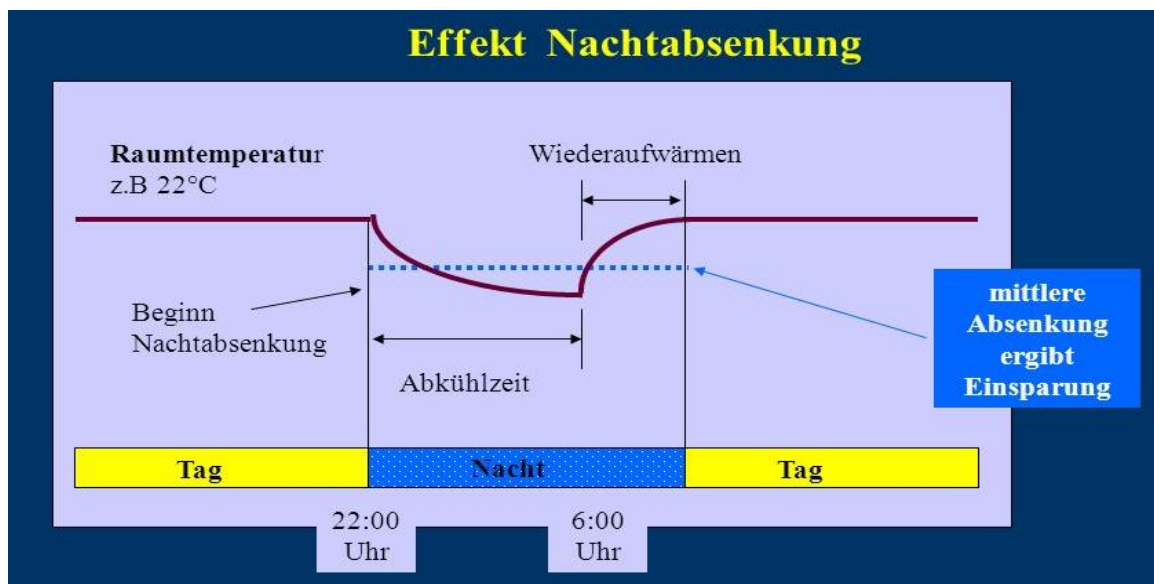 Effekt Nachtabsenkung
Raumtemperatur
z.B 22°C
Wiederaufwärmen
Beginn
Nachtabsenkung
Abkühlzeit
mittlere
Absenkung
ergibt
Einsparung
Tag
Nacht
Tag
22:00
Uhr
6:00
Uhr